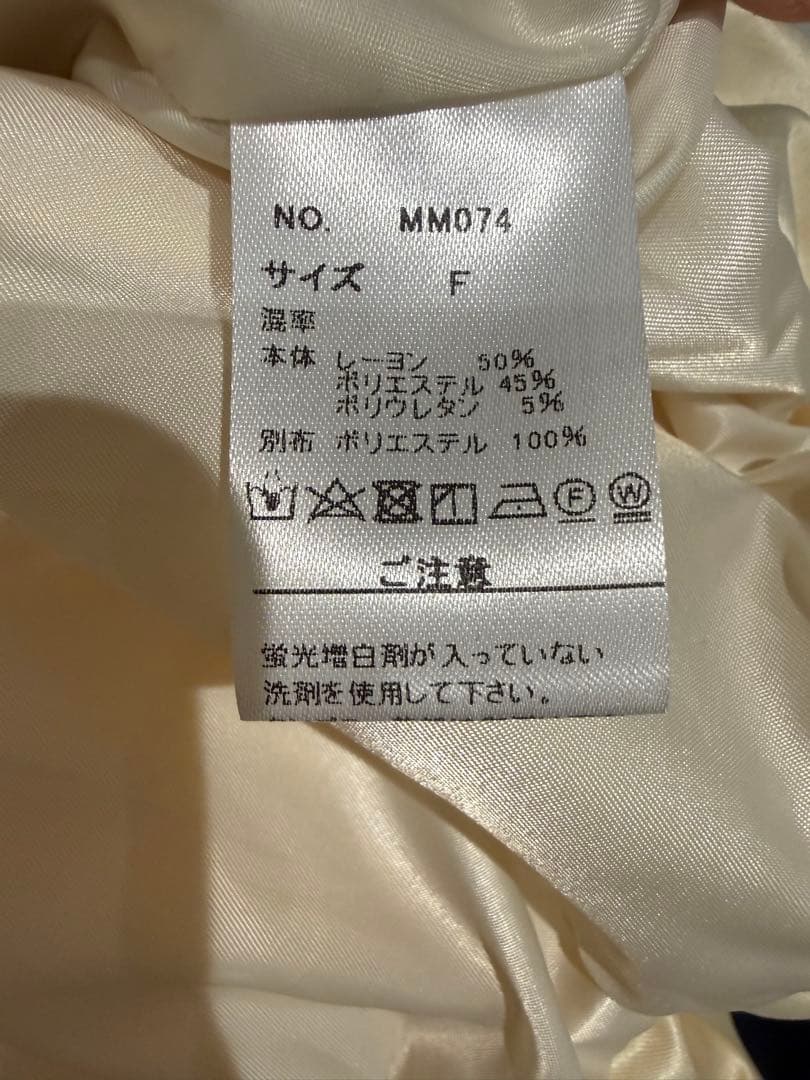 NO. MM074
サイズ F
混率
本体 レーヨン 50%
ポリエステル 45%
ポリウレタン 5%
別布 ポリエステル 100%
F W
ご注意
蛍光増白剤が入っていない
洗剤を使用して下さい。